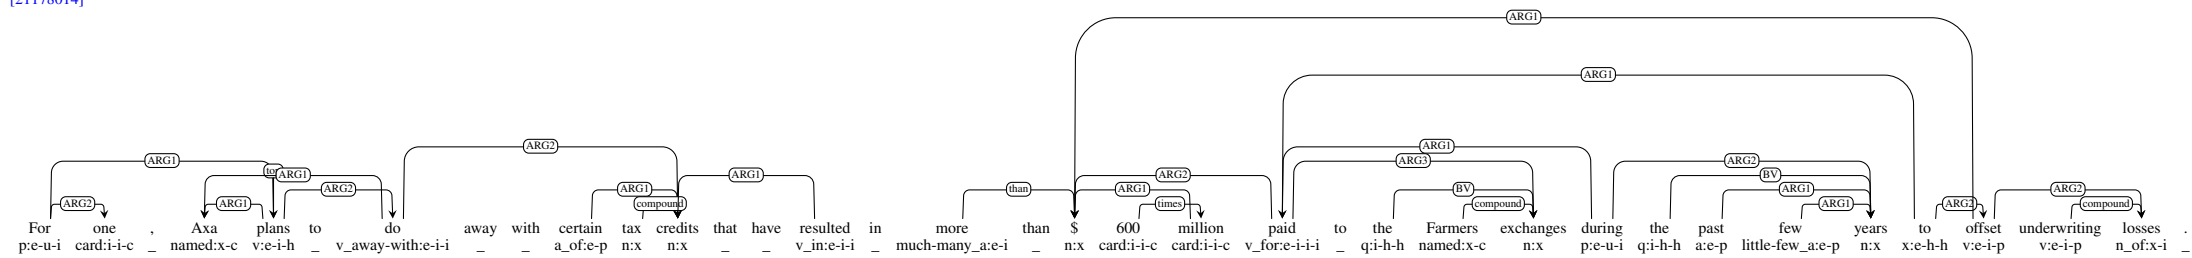 [21178014]
ARG1
ARG1
ARG2 ARG1
ARG1 ARG3 ARG2
to ARG1 ARG1 ARG2 BV
ARG2 ARG1 than ARG1 BV ARG1
ARG2 ARG1 compound times compound ARG1 ARG2 compound ARG2
For one , Axa plans to do away with certain tax credits that have resulted in more than $ 600 million paid to the Farmers exchanges during the past few years to offset underwriting losses .
p:e-u-i card:i-i-c _ named:x-c v:e-i-h _ v_away-with:e-i-i _ _ a_of:e-p n:x n:x _ _ v_in:e-i-i _ much-many_a:e-i _ n:x card:i-i-c card:i-i-c v_for:e-i-i-i _ q:i-h-h named:x-c n:x p:e-u-i q:i-h-h a:e-p little-few_a:e-p n:x x:e-h-h v:e-i-p v:e-i-p n_of:x-i _